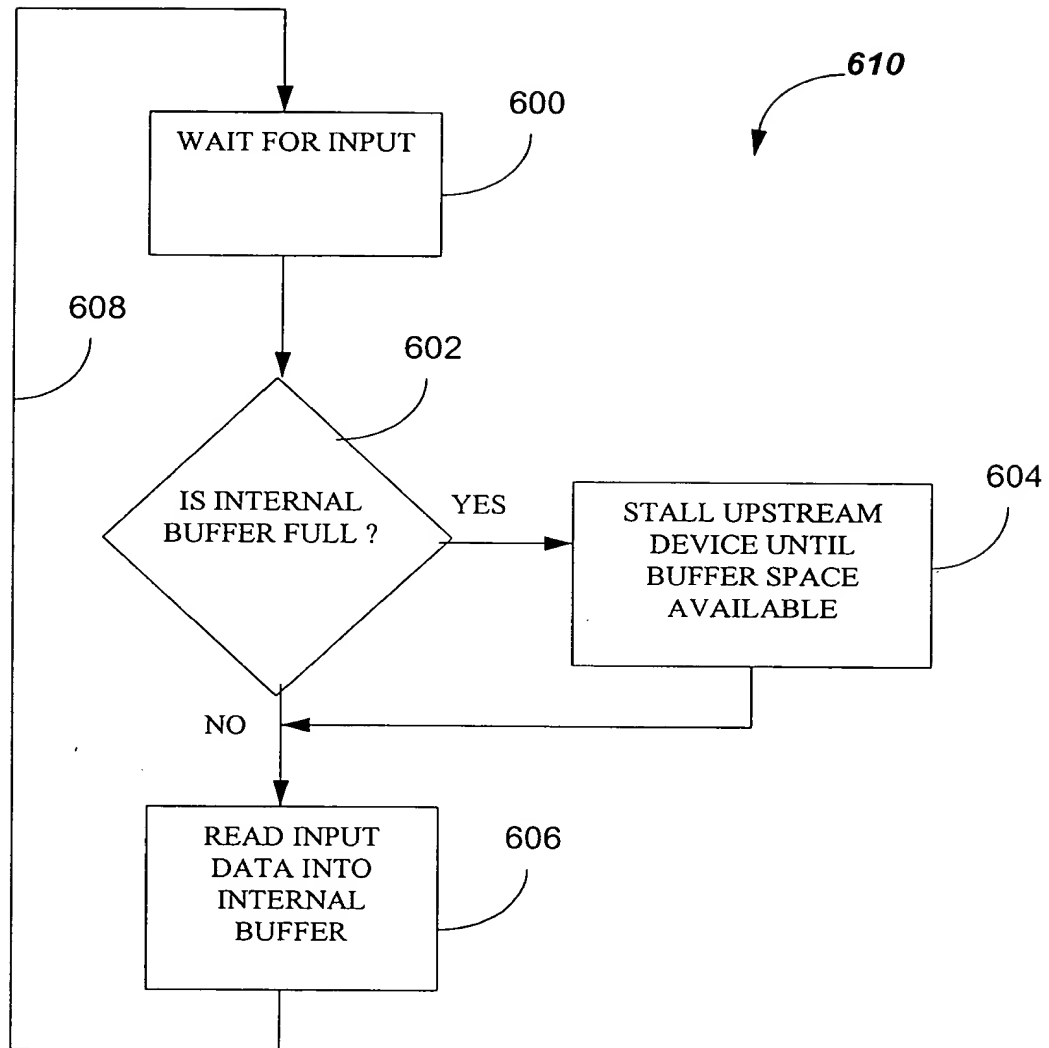 610
600
WAIT FOR INPUT
608
602
IS INTERNAL
BUFFER FULL ?
YES
604
STALL UPSTREAM
DEVICE UNTIL
BUFFER SPACE
AVAILABLE
NO
606
READ INPUT
DATA INTO
INTERNAL
BUFFER